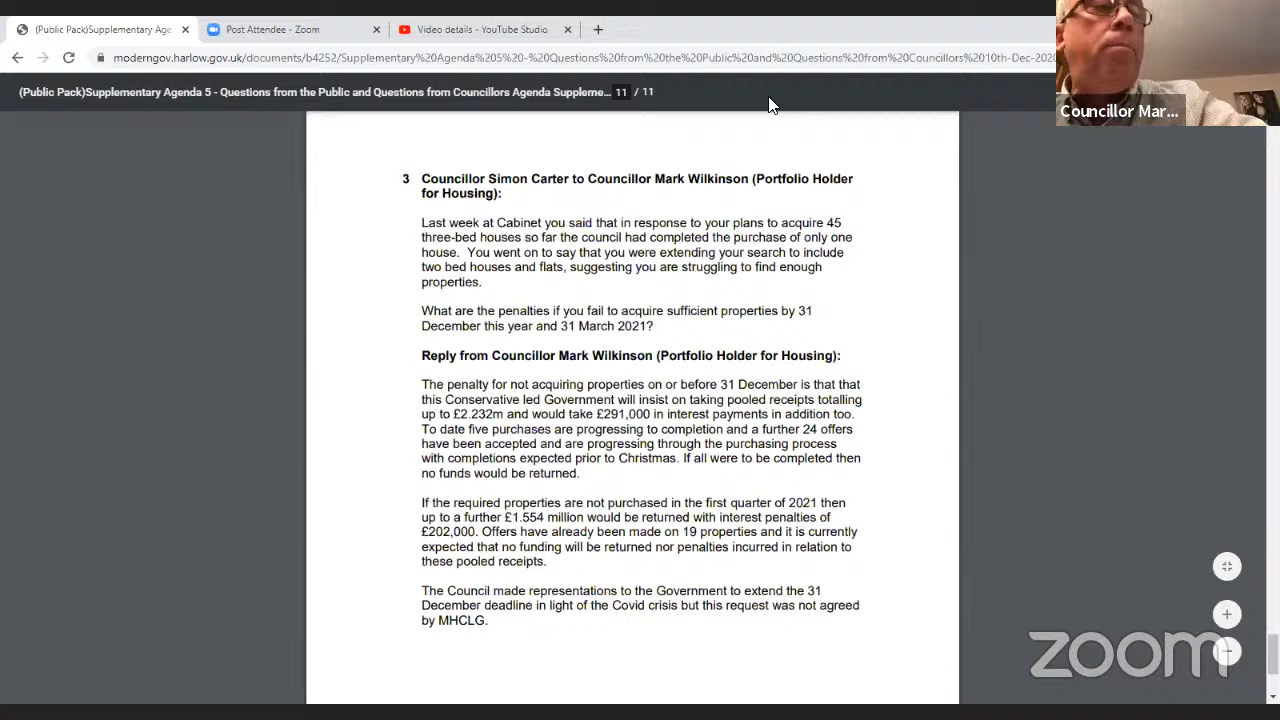 (Public Pack)Supplementary Age
Post Attendee - Zoom
Video details - YouTube Studio
moderngov.harlow.gov.uk/documents/b4252/Supplementary%20Agenda%205%20-%20Questions%20from%20the%20Public%20and%20Questions%20from%20Councillors%2010th-Dec-2020
(Public Pack)Supplementary Agenda 5 - Questions from the Public and Questions from Councillors Agenda Suppleme... 11 / 11
Councillor Mar...
3 Councillor Simon Carter to Councillor Mark Wilkinson (Portfolio Holder
for Housing):
Last week at Cabinet you said that in response to your plans to acquire 45
three-bed houses so far the council had completed the purchase of only one
house. You went on to say that you were extending your search to include
two bed houses and flats, suggesting you are struggling to find enough
properties.
What are the penalties if you fail to acquire sufficient properties by 31
December this year and 31 March 2021?
Reply from Councillor Mark Wilkinson (Portfolio Holder for Housing):
The penalty for not acquiring properties on or before 31 December is that that
this Conservative led Government will insist on taking pooled receipts totalling
up to £2.232m and would take £291,000 in interest payments in addition too.
To date five purchases are progressing to completion and a further 24 offers
have been accepted and are progressing through the purchasing process
with completions expected prior to Christmas. If all were to be completed then
no funds would be returned.
If the required properties are not purchased in the first quarter of 2021 then
up to a further £1.554 million would be returned with interest penalties of
£202,000. Offers have already been made on 19 properties and it is currently
expected that no funding will be returned nor penalties incurred in relation to
these pooled receipts.
The Council made representations to the Government to extend the 31
December deadline in light of the Covid crisis but this request was not agreed
by MHCLG.
zoom